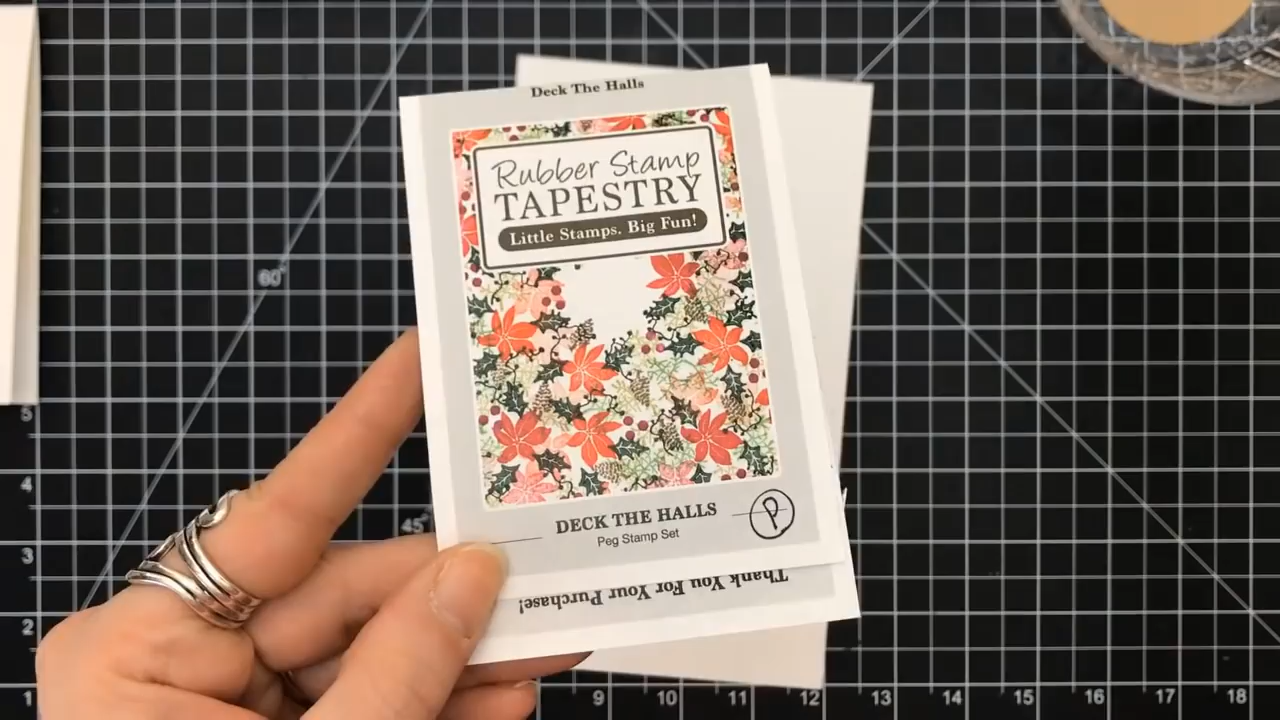 Deck The Halls
Rubber Stamp
TAPESTRY
Little Stamps. Big Fun!
DECK THE HALLS
P
Peg Stamp Set
Thank You For Your Purchase!
60°
45°
5
4
3
2
1
9
10
11
12
13
14
15
16
17
18